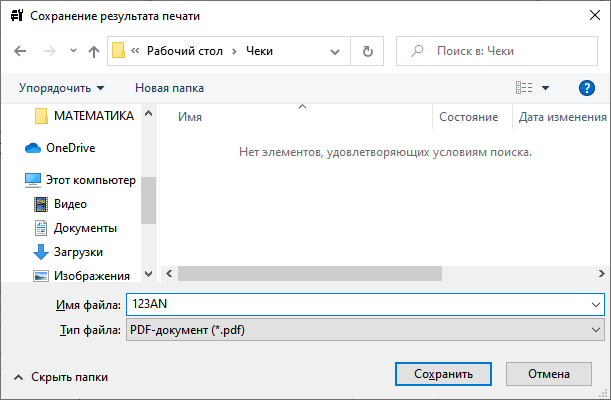 Сохранение результата печати
« Рабочий стол › Чеки
Поиск в: Чеки
Упорядочить
Новая папка
?
МАТЕМАТИКА
OneDrive
Этот компьютер
Видео
Документы
Загрузки
Изображения
Имя
Состояние
Дата изменения
Нет элементов, удовлетворяющих условиям поиска.
Имя файла: 123AN
Тип файла: PDF-документ (*.pdf)
Скрыть папки
Сохранить
Отмена